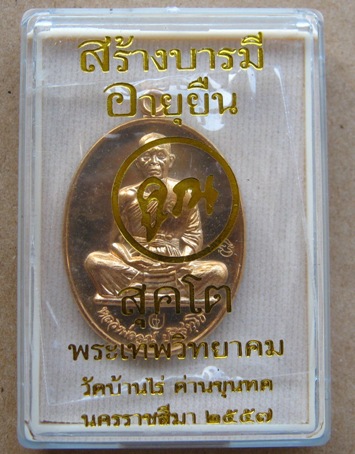 สร้างบารมี
อายุยืน
คูณ
สุคโต
พระเทพวิทยาคม
วัดบ้านไร่ ด่านขุนทด
นครราชสีมา ๒๕๕๗